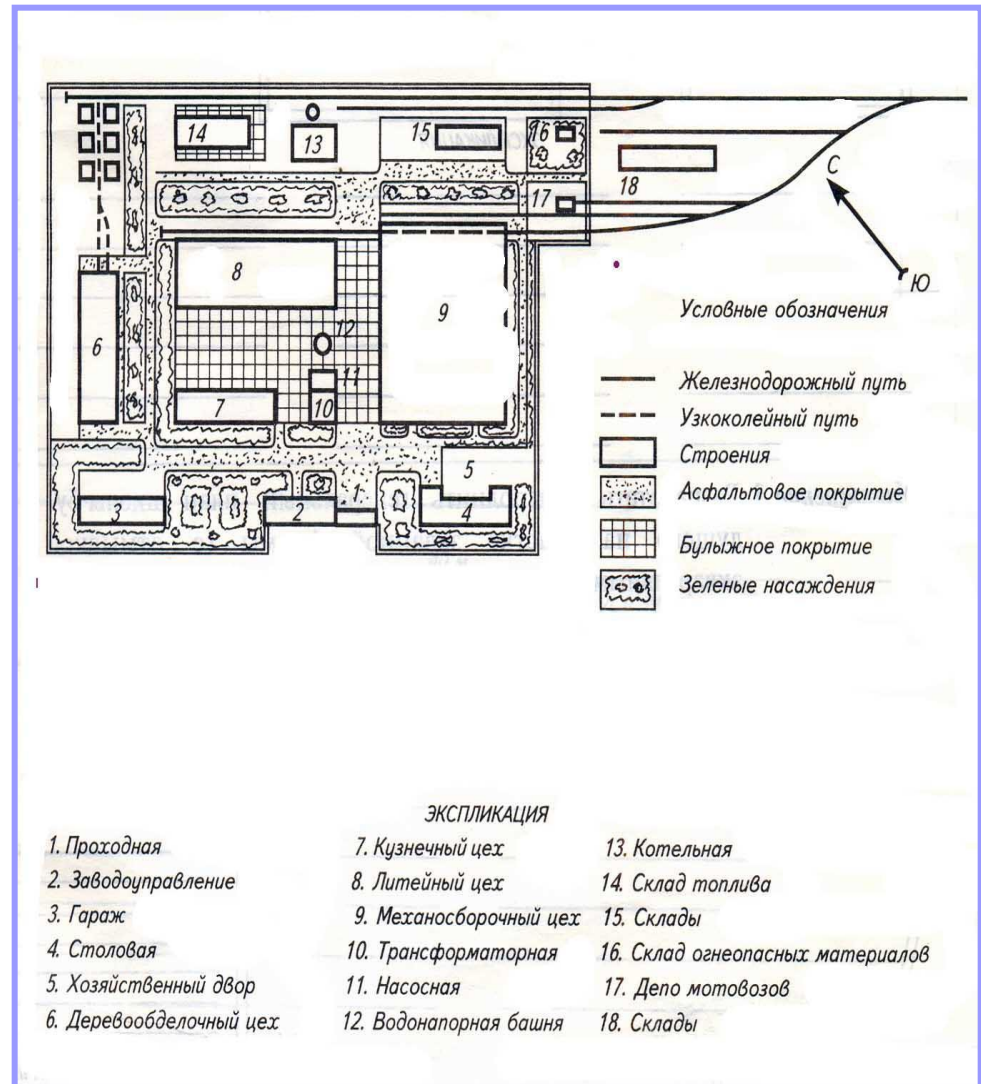 14
13
15
16
18
17
С
Ю
8
9
12
6
11
7
10
5
1
3
2
4
Условные обозначения
Железнодорожный путь
Узкоколейный путь
Строения
Асфальтовое покрытие
Булыжное покрытие
Зеленые насаждения
ЭКСПЛИКАЦИЯ
1. Проходная
2. Заводоуправление
3. Гараж
4. Столовая
5. Хозяйственный двор
6. Деревообделочный цех
7. Кузнечный цех
8. Литейный цех
9. Механосборочный цех
10. Трансформаторная
11. Насосная
12. Водонапорная башня
13. Котельная
14. Склад топлива
15. Склады
16. Склад огнеопасных материалов
17. Депо мотовозов
18. Склады